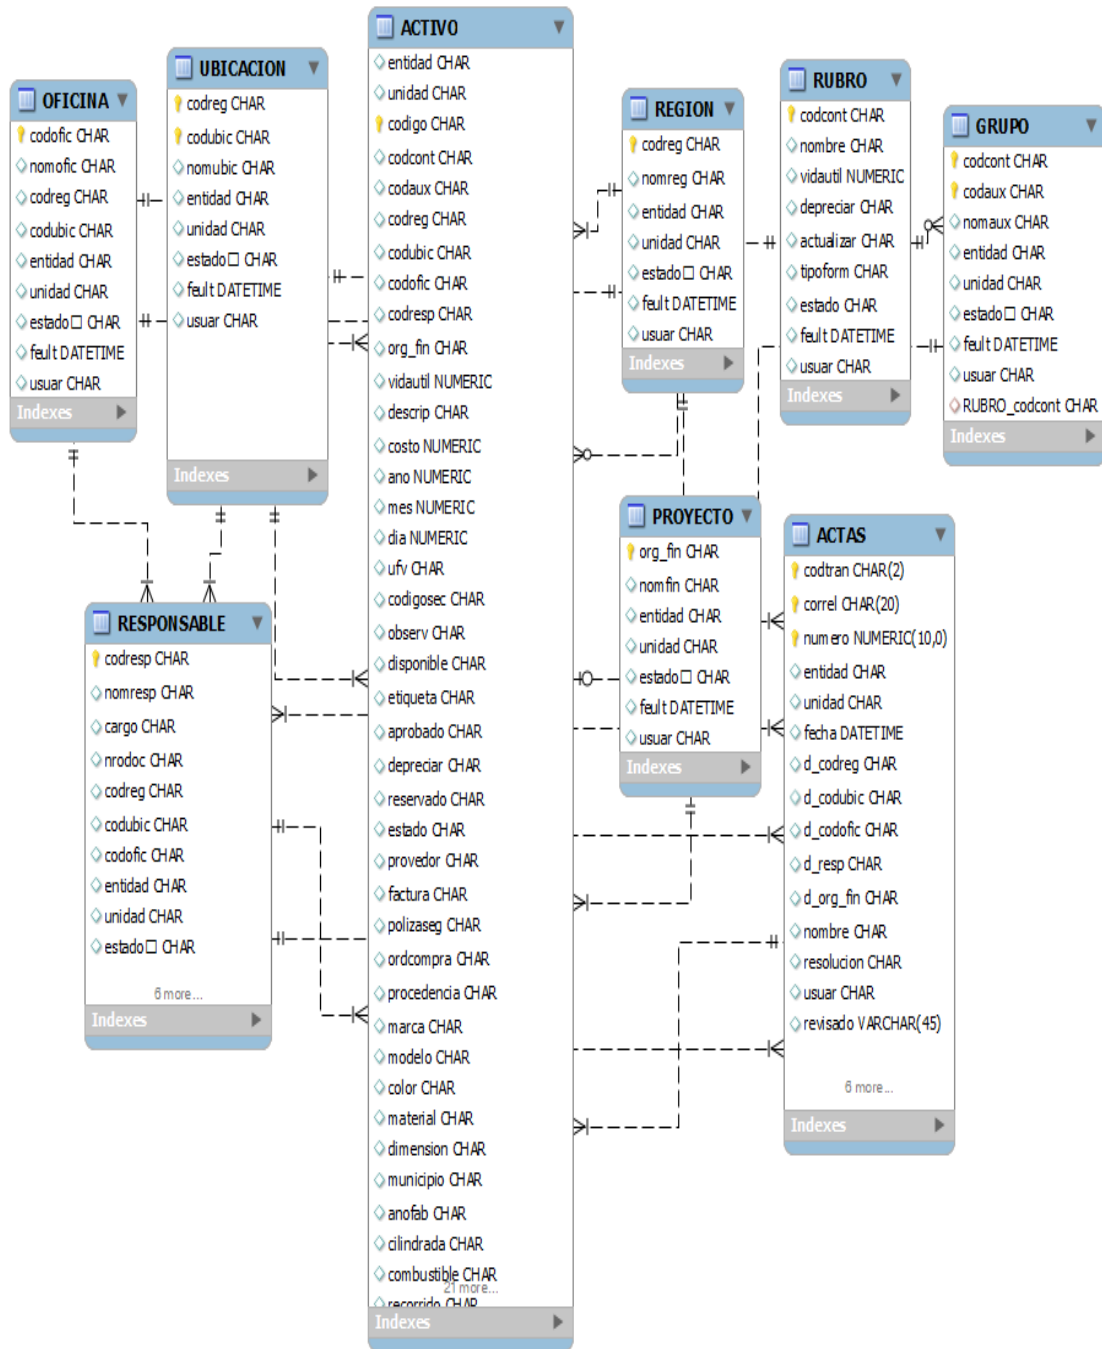 OFICINA
codofic CHAR
nomofic CHAR
codreg CHAR
codubic CHAR
entidad CHAR
unidad CHAR
estado□ CHAR
feult DATETIME
usuar CHAR
Indexes
UBICACION
codreg CHAR
codubic CHAR
nomubic CHAR
entidad CHAR
unidad CHAR
estado□ CHAR
feult DATETIME
usuar CHAR
Indexes
RESPONSABLE
codresp CHAR
nomresp CHAR
cargo CHAR
nrodoc CHAR
codreg CHAR
codubic CHAR
codofic CHAR
entidad CHAR
unidad CHAR
estado□ CHAR
6 more...
Indexes
ACTIVO
entidad CHAR
unidad CHAR
codigo CHAR
codcont CHAR
codaux CHAR
codreg CHAR
codubic CHAR
codofic CHAR
codresp CHAR
org_fin CHAR
vidautil NUMERIC
descrip CHAR
costo NUMERIC
ano NUMERIC
mes NUMERIC
dia NUMERIC
ufv CHAR
codigosec CHAR
observ CHAR
disponible CHAR
etiqueta CHAR
aprobado CHAR
depreciar CHAR
reservado CHAR
estado CHAR
provedor CHAR
factura CHAR
polizaseg CHAR
ordcompra CHAR
procedencia CHAR
marca CHAR
modelo CHAR
color CHAR
material CHAR
dimension CHAR
municipio CHAR
anofab CHAR
cilindrada CHAR
combustible CHAR
21 more...
recorrido CHAR
Indexes
REGION
codreg CHAR
nomreg CHAR
entidad CHAR
unidad CHAR
estado□ CHAR
feult DATETIME
usuar CHAR
Indexes
RUBRO
codcont CHAR
nombre CHAR
vidautil NUMERIC
depreciar CHAR
actualizar CHAR
tipoform CHAR
estado CHAR
feult DATETIME
usuar CHAR
Indexes
GRUPO
codcont CHAR
codaux CHAR
nomaux CHAR
entidad CHAR
unidad CHAR
estado□ CHAR
feult DATETIME
usuar CHAR
RUBRO_codcont CHAR
Indexes
PROYECTO
org_fin CHAR
nomfin CHAR
entidad CHAR
unidad CHAR
estado□ CHAR
feult DATETIME
usuar CHAR
Indexes
ACTAS
codtran CHAR(2)
correl CHAR(20)
numero NUMERIC(10,0)
entidad CHAR
unidad CHAR
fecha DATETIME
d_codreg CHAR
d_codubic CHAR
d_codofic CHAR
d_resp CHAR
d_org_fin CHAR
nombre CHAR
resolucion CHAR
usuar CHAR
revisado VARCHAR(45)
6 more...
Indexes